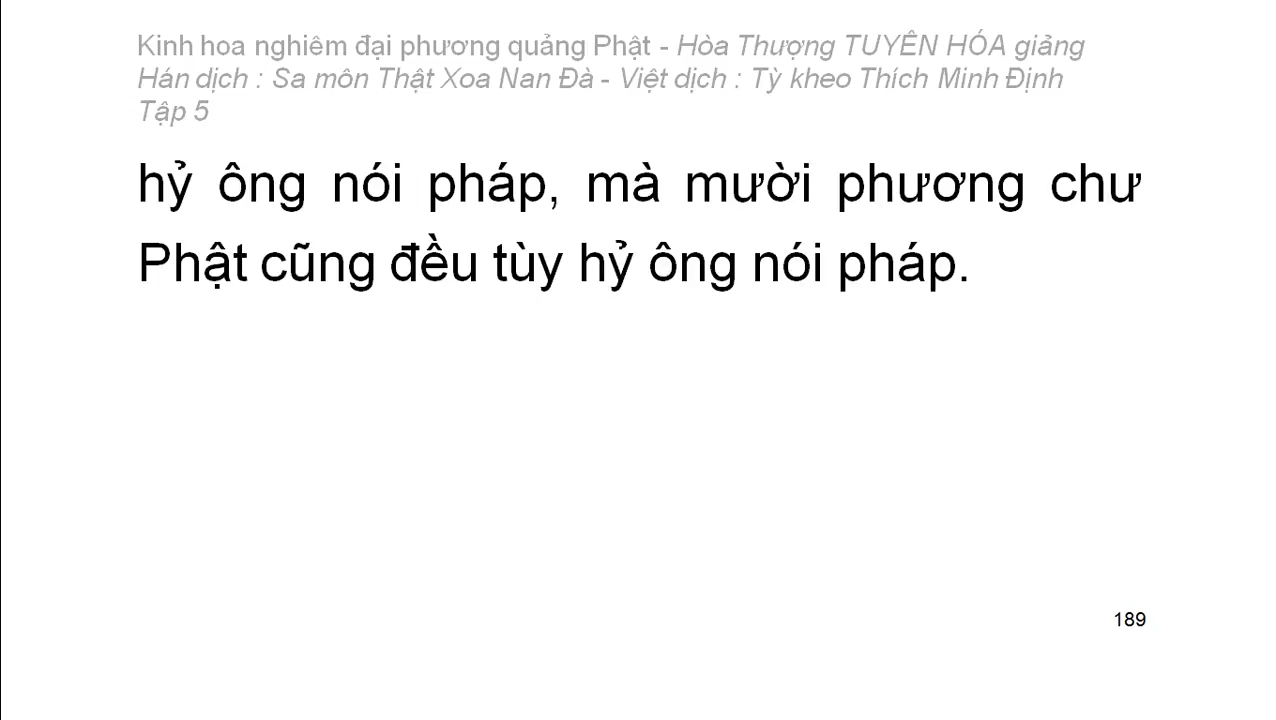 Kinh hoa nghiêm đại phương quảng Phật - Hòa Thượng TUYÊN HÓA giảng
Hán dịch : Sa môn Thật Xoa Nan Đà - Việt dịch : Tỳ kheo Thích Minh Định
Tập 5
hỷ ông nói pháp, mà mười phương chư
Phật cũng đều tùy hỷ ông nói pháp.
189